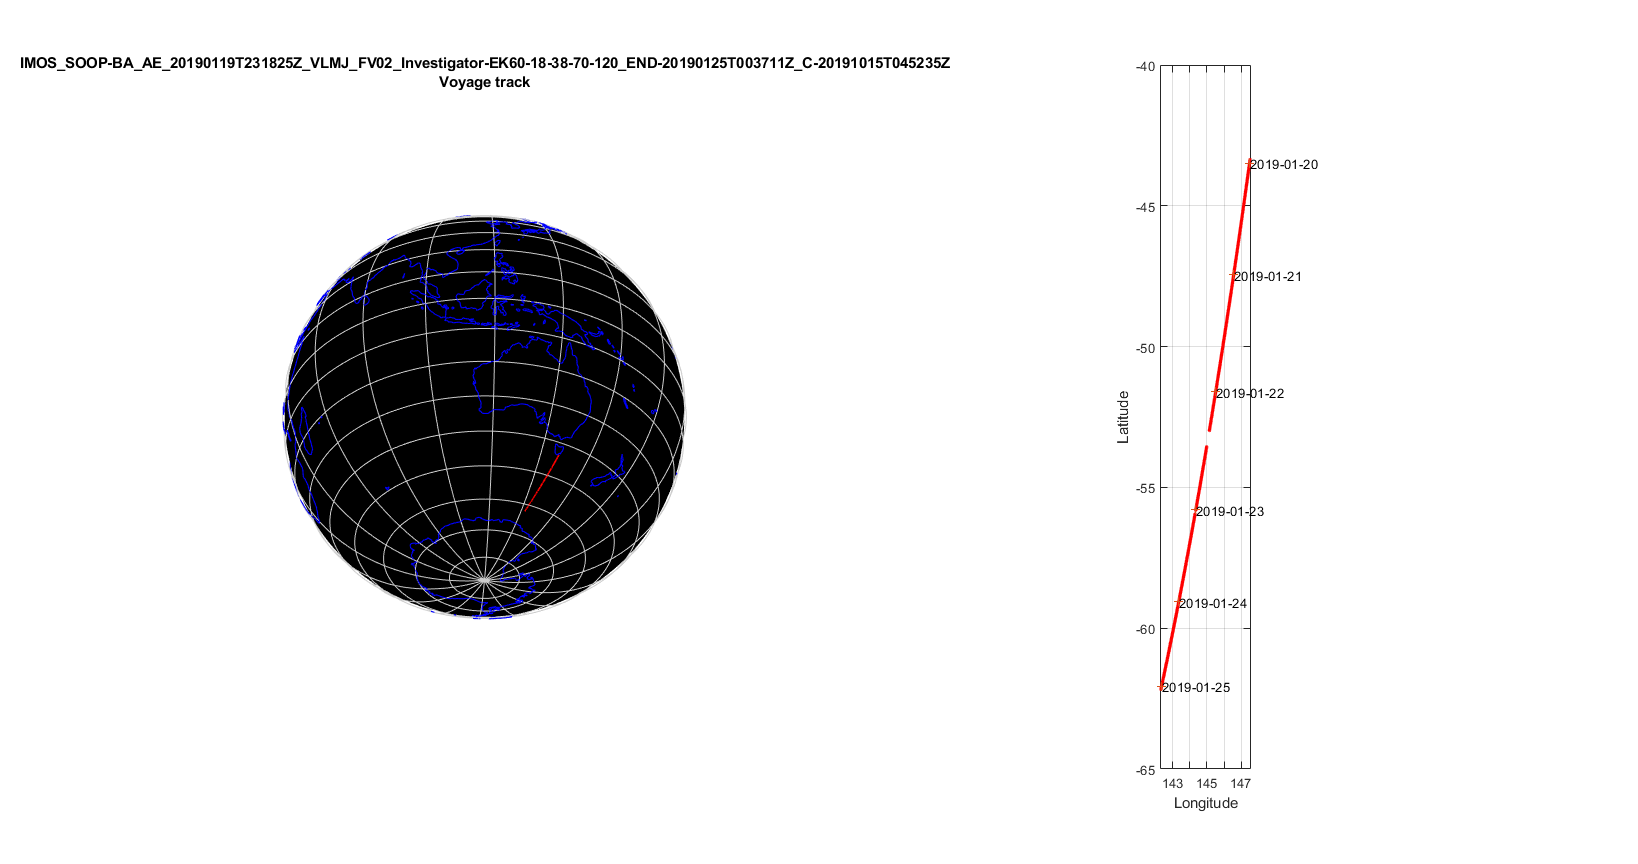 IMOS_SOOP-BA_AE_20190119T231825Z_VLMJ_FV02_Investigator-EK60-18-38-70-120_END-20190125T003711Z_C-20191015T045235Z
Voyage track
-40
2019-01-20
-45
2019-01-21
-50
2019-01-22
Latitude
-55
2019-01-23
2019-01-24
-60
2019-01-25
-65
143 145 147
Longitude